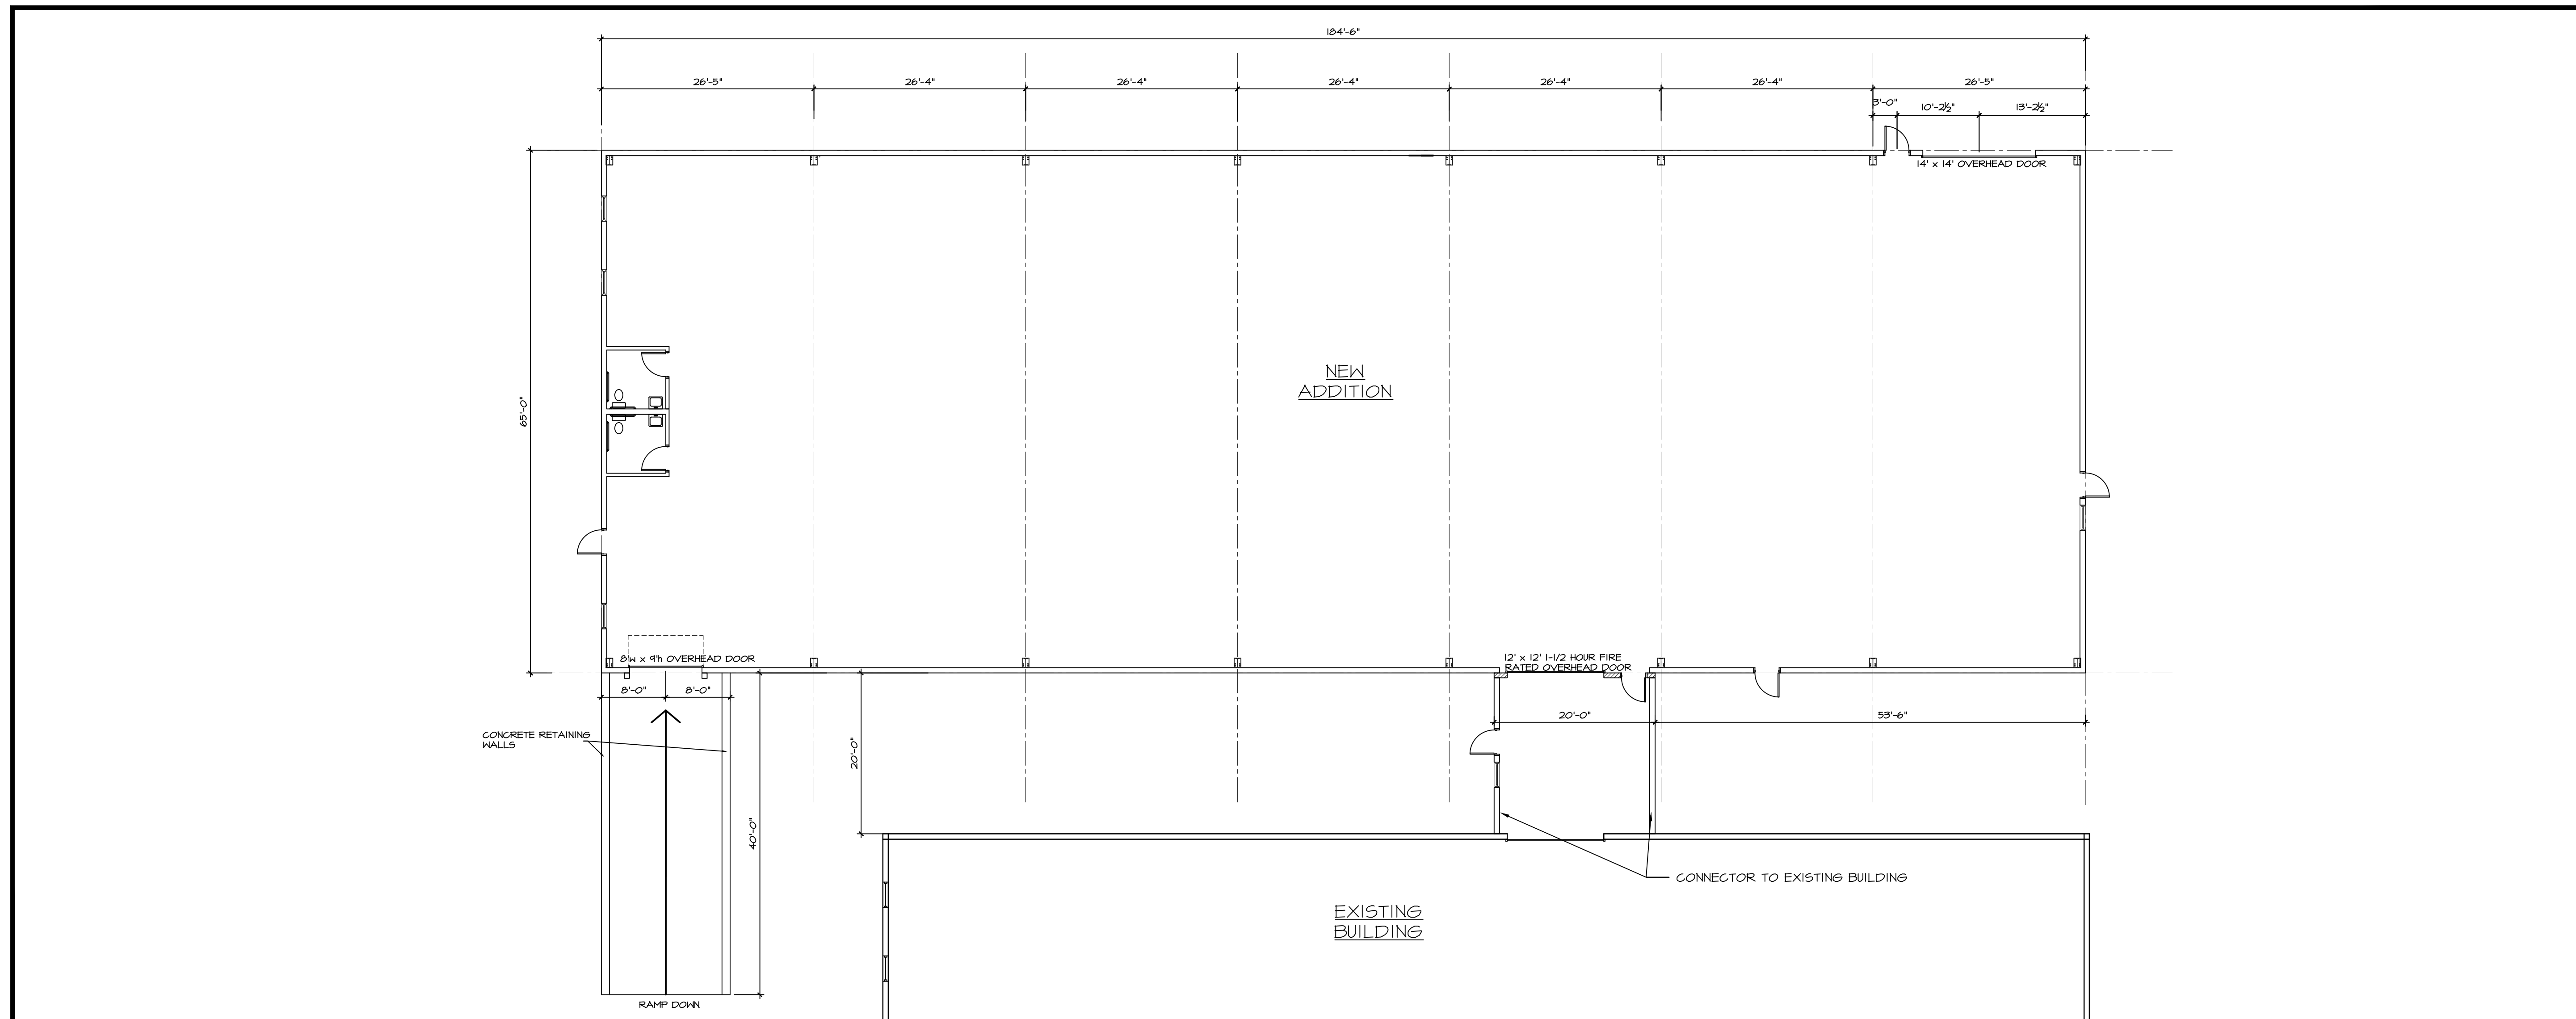 184'-6"
26'-5"
26'-4"
26'-4"
26'-4"
26'-4"
26'-4"
26'-5"
3'-0"
10'-2½"
13'-2½"
14' x 14' OVERHEAD DOOR
65'-0"
NEW
ADDITION
8'w x 9'h OVERHEAD DOOR
12' x 12' 1-1/2 HOUR FIRE
RATED OVERHEAD DOOR
8'-0"
8'-0"
20'-0"
53'-6"
CONCRETE RETAINING
WALLS
20'-0"
40'-0"
CONNECTOR TO EXISTING BUILDING
EXISTING
BUILDING
RAMP DOWN